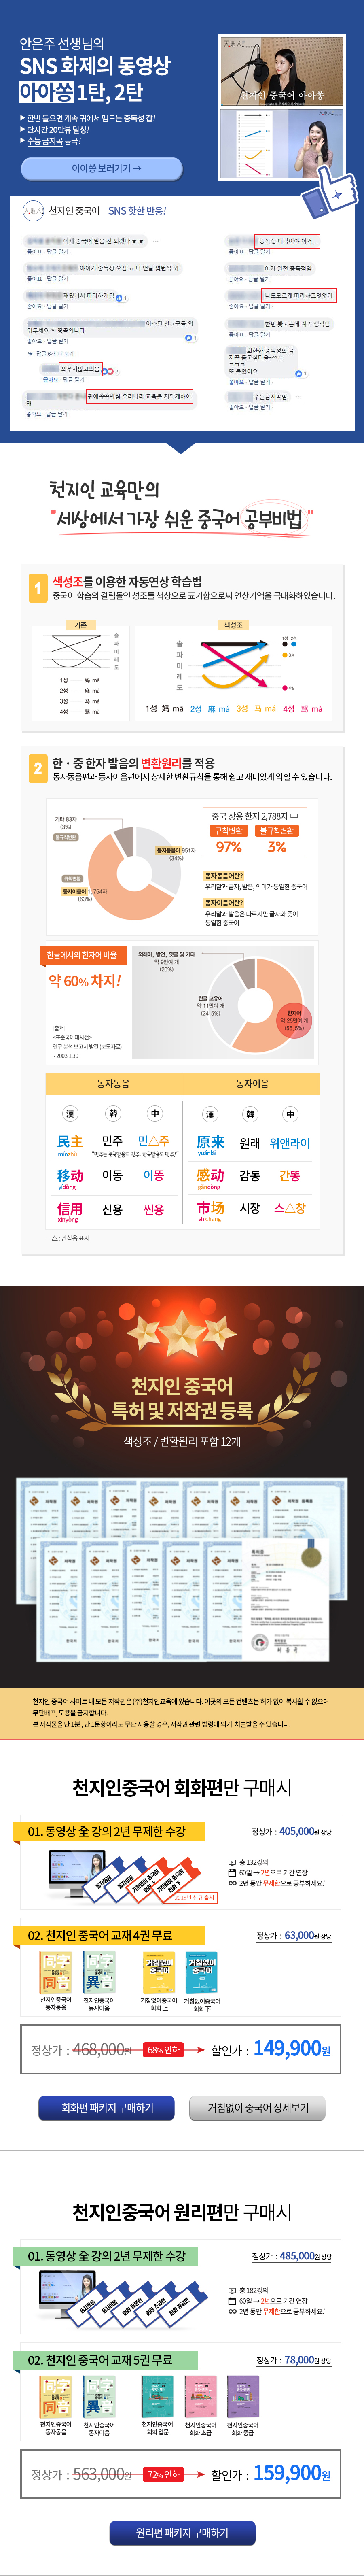 안은주 선생님의
SNS 화제의 동영상
아아쏭 1탄, 2탄
▶ 한번 들으면 계속 귀에서 맴도는 중독성 갑!
▶ 단시간 20만뷰 달성!
▶ 수능 금지곡 등극!
아아쏭 보러가기 →
천지인 중국어 아아쏭
천지인 중국어 SNS 핫한 반응!
이제 중국어 발음 신 되겠다 ㅎ ㅎ
좋아요 · 답글 달기
야이거 중독성 오짐 ㅠ 나 맨날 몇번씩 봐
좋아요 · 답글 달기
재밌너서 따라하게됨 1
좋아요 · 답글 달기
이스턴 한ㅇ구들 외
워두세요 ^^ 띵곡입니다
좋아요 · 답글 달기 1
답글 6개 더 보기
외우지않고외움 2
좋아요 · 답글 달기
귀에쏙쏙박힘 우리나라 교육을 저렇게해야
돼
좋아요 · 답글 달기
중독성 대박이야 이거...
좋아요 · 답글 달기
이거 완전 중독적임
좋아요 · 답글 달기
나도모르게 따라하고잇엇어
좋아요 · 답글 달기
한번 봣ㅅ는데 계속 생각남
좋아요 · 답글 달기
희한한 중독성의 음
자꾸 듣고싶다욜~^^ㅎ
ㅋㅋㅋ
또 들었어요 1
좋아요 · 답글 달기
수는금지곡임
좋아요 · 답글 달기
천지인 교육만의
"세상에서 가장 쉬운 중국어 공부비법"
1 색성조를 이용한 자동연상 학습법
중국어 학습의 걸림돌인 성조를 색상으로 표기함으로써 연상기억을 극대화하였습니다.
기존
솔
파
미
레
도
1성 妈 mā
2성 麻 má
3성 马 mǎ
4성 骂 mà
색성조
솔
파
미
레
도
1성 2성
3성
4성
1성 妈 mā 2성 麻 má 3성 马 mǎ 4성 骂 mà
2 한·중 한자 발음의 변환원리를 적용
동자동음편과 동자이음편에서 상세한 변환규칙을 통해 쉽고 재미있게 익힐 수 있습니다.
기타 83자
(3%)
불규칙변환
동자동음어 951자
(34%)
규칙변환
동자이음어 1,754자
(63%)
중국 상용 한자 2,788자 中
규칙변환 불규칙변환
97% 3%
동자동음어란?
우리말과 글자, 발음, 의미가 동일한 중국어
동자이음어란?
우리말과 발음은 다르지만 글자와 뜻이
동일한 중국어
한글에서의 한자어 비율
약 60% 차지!
[출처]
<표준국어대사전>
연구 분석 보고서 발간 (보도자료)
- 2003.1.30
외래어, 방언, 옛글 및 기타
약 9만여 개
(20%)
한글 고유어
약 11만여 개
(24.5%)
한자어
약 25만여 개
(55.5%)
동자동음 동자이음
漢 韓 中 漢 韓 中
民主 민주 민△주 原来 원래 위앤라이
mínzhǔ "민주는 중국발음도 민주, 한국발음도 민주!" yuánlái
移动 이동 이똥 感动 감동 간똥
yídòng gǎndòng
信用 신용 씬용 市场 시장 스△창
xìnyòng shìchǎng
- △ : 권설음 표시
천지인 중국어
특허 및 저작권 등록
색성조 / 변환원리 포함 12개
천지인 중국어 사이트 내 모든 저작권은 (주)천지인교육에 있습니다. 이곳의 모든 컨텐츠는 허가 없이 복사할 수 없으며
무단배포, 도용을 금지합니다.
본 저작물을 단 1분, 단 1문항이라도 무단 사용할 경우, 저작권 관련 법령에 의거 처벌받을 수 있습니다.
천지인중국어 회화편만 구매시
01. 동영상 全 강의 2년 무제한 수강
정상가 : 405,000원 상당
총 132강의
60일 → 2년으로 기간 연장
2년 동안 무제한으로 공부하세요!
2018년 신규 출시
02. 천지인 중국어 교재 4권 무료
정상가 : 63,000원 상당
천지인중국어
동자동음
천지인중국어
동자이음
거침없이중국어
회화 上
거침없이중국어
회화 下
정상가 : 468,000원 68% 인하 할인가 : 149,900원
회화편 패키지 구매하기
거침없이 중국어 상세보기
천지인중국어 원리편만 구매시
01. 동영상 全 강의 2년 무제한 수강
정상가 : 485,000원 상당
총 182강의
60일 → 2년으로 기간 연장
2년 동안 무제한으로 공부하세요!
02. 천지인 중국어 교재 5권 무료
정상가 : 78,000원 상당
천지인중국어
동자동음
천지인중국어
동자이음
천지인중국어
회화 입문
천지인중국어
회화 초급
천지인중국어
회화 중급
정상가 : 563,000원 72% 인하 할인가 : 159,900원
원리편 패키지 구매하기